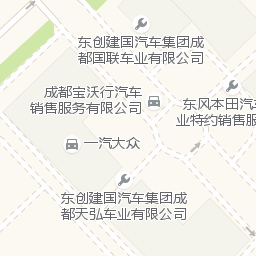 东创建国汽车集团成
都国联车业有限公司
成都宝沃行汽车
销售服务有限公司
东风本田汽车
业特约销售服
一汽大众
东创建国汽车集团成
都天弘车业有限公司